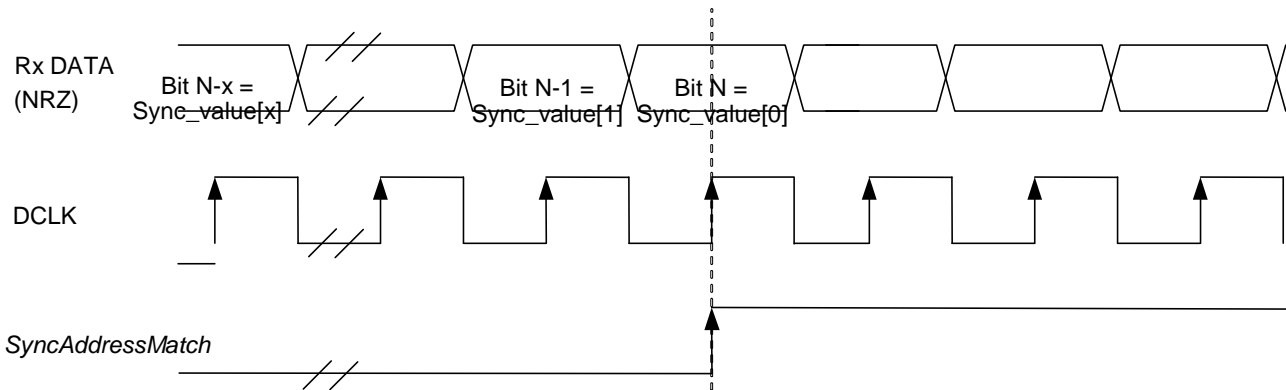 Rx DATA
(NRZ)
Bit N-x =
Sync_value[x]
Bit N-1 =
Sync_value[1]
Bit N =
Sync_value[0]
DCLK
SyncAddressMatch